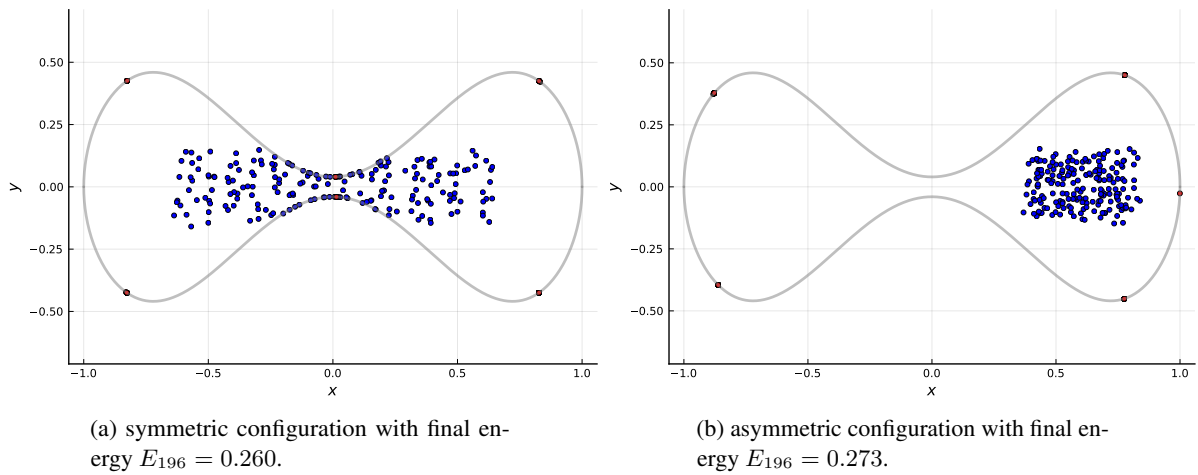 0.50
0.25
0.00
−0.25
−0.50
y
−1.0
−0.5
0.0
0.5
1.0
x
(a) symmetric configuration with final en-
ergy E196 = 0.260.
0.50
0.25
0.00
−0.25
−0.50
y
−1.0
−0.5
0.0
0.5
1.0
x
(b) asymmetric configuration with final en-
ergy E196 = 0.273.